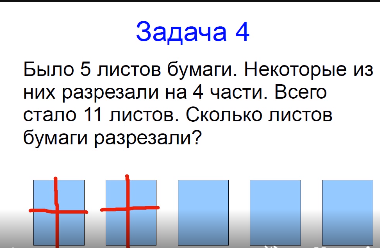 Задача 4
Было 5 листов бумаги. Некоторые из
них разрезали на 4 части. Всего
стало 11 листов. Сколько листов
бумаги разрезали?